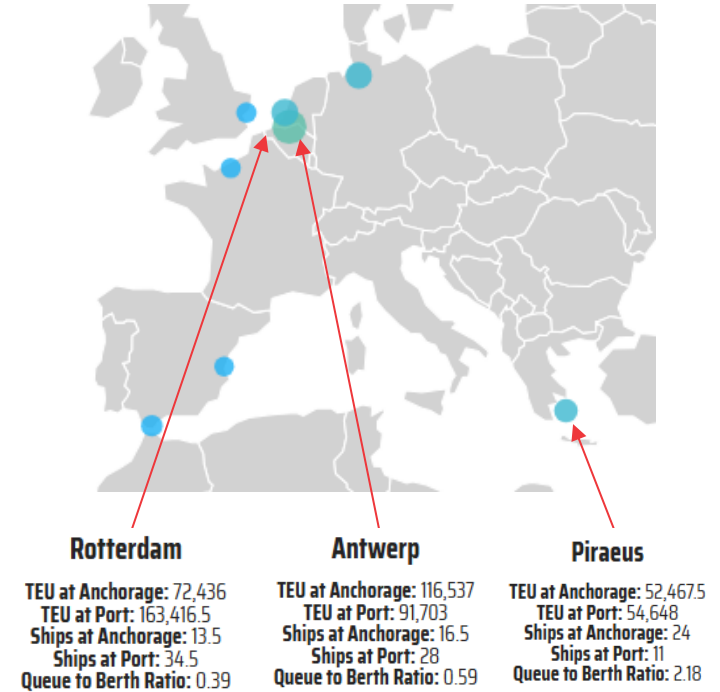 Rotterdam
TEU at Anchorage: 72,436
TEU at Port: 163,416.5
Ships at Anchorage: 13.5
Ships at Port: 34.5
Queue to Berth Ratio: 0.39
Antwerp
TEU at Anchorage: 116,537
TEU at Port: 91,703
Ships at Anchorage: 16.5
Ships at Port: 28
Queue to Berth Ratio: 0.59
Piraeus
TEU at Anchorage: 52,467.5
TEU at Port: 54,648
Ships at Anchorage: 24
Ships at Port: 11
Queue to Berth Ratio: 2.18